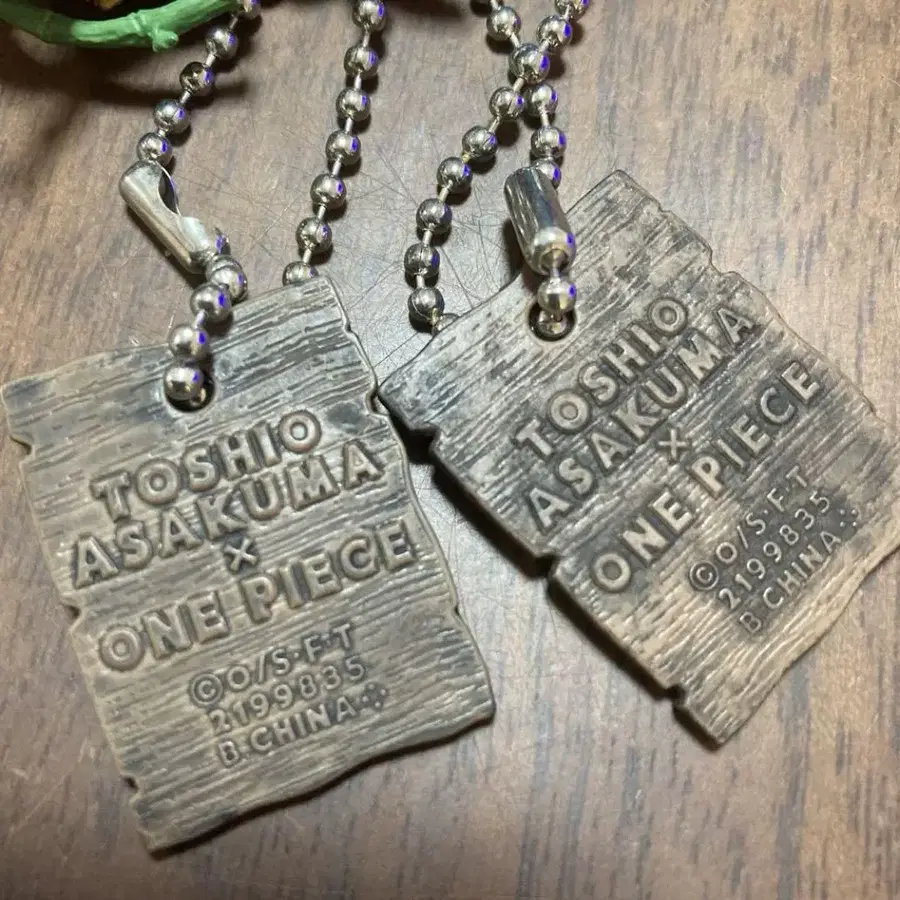 TOSHIO
ASAKUMA
×
ONE PIECE
©O/S·F·T
2199835
B.CHINA
TOSHIO
ASAKUMA
×
ONE PIECE
©O/S·F·T
2199835
B.CHINA